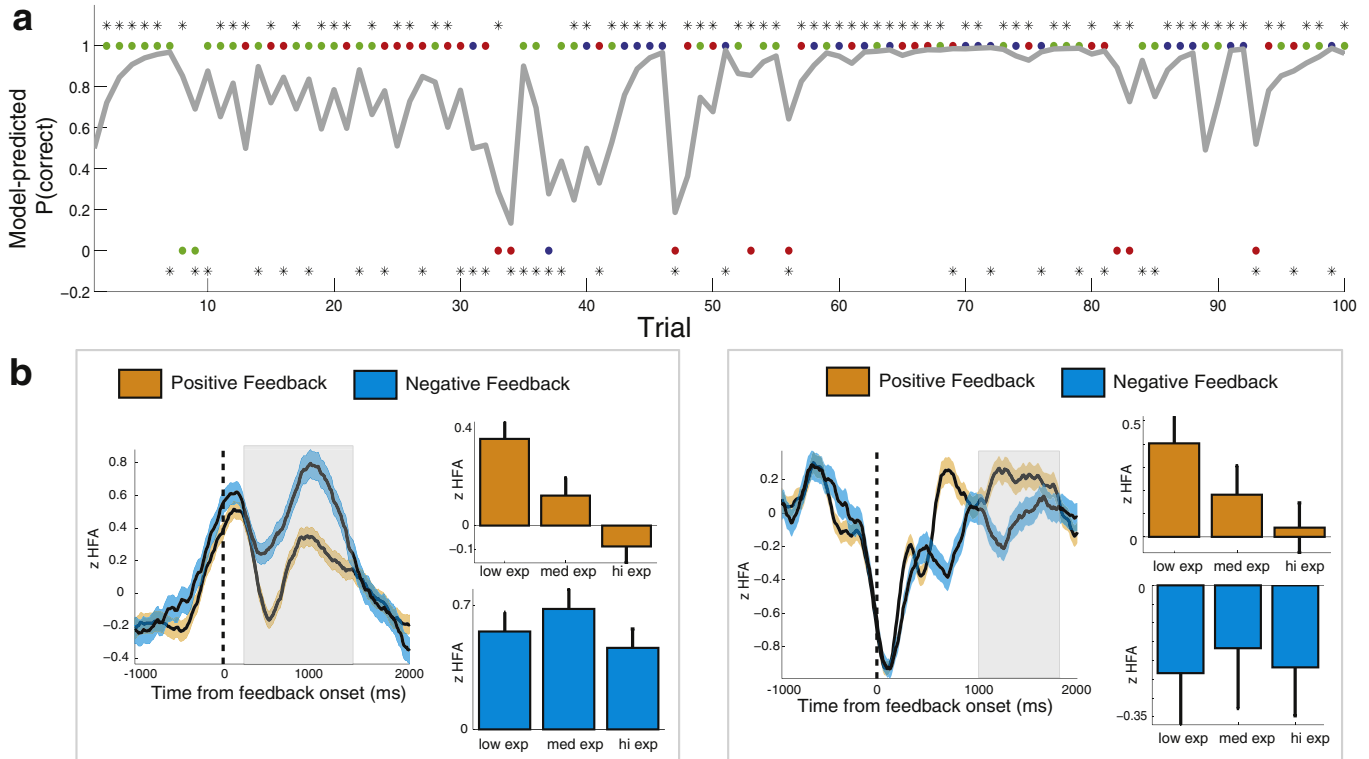 a
Model-predicted
P(correct)
1
0.8
0.6
0.4
0.2
0
−0.2
10 20 30 40 50 60 70 80 90 100
Trial
b
Positive Feedback Negative Feedback
z HFA
0.8
0.6
0.4
0.2
0
−0.2
−0.4
-1000 0 1000 2000
Time from feedback onset (ms)
z HFA
0.4
0
−0.1
low exp med exp hi exp
z HFA
0.7
0
low exp med exp hi exp
Positive Feedback Negative Feedback
z HFA
0.2
0
−0.2
−0.4
−0.6
−0.8
-1000 0 1000 2000
Time from feedback onset (ms)
z HFA
0.5
0
low exp med exp hi exp
z HFA
0
−0.35
low exp med exp hi exp